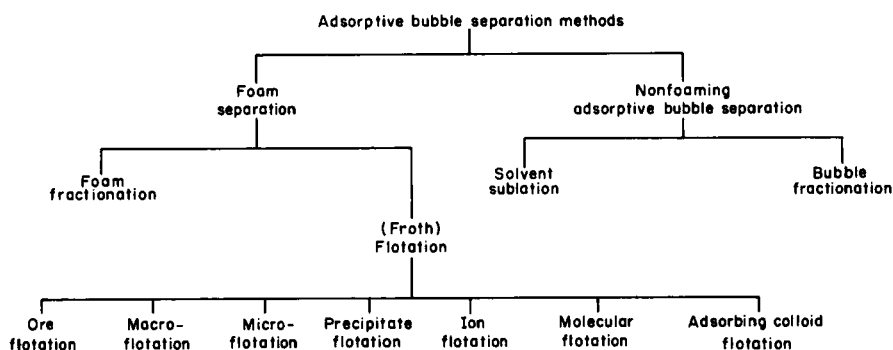 Adsorptive bubble separation methods
Foam
separation
Nonfoaming
adsorptive bubble separation
Foam
fractionation
Solvent
sublation
Bubble
fractionation
(Froth)
Flotation
Ore
flotation
Macro-
flotation
Micro-
flotation
Precipitate
flotation
Ion
flotation
Molecular
flotation
Adsorbing colloid
flotation